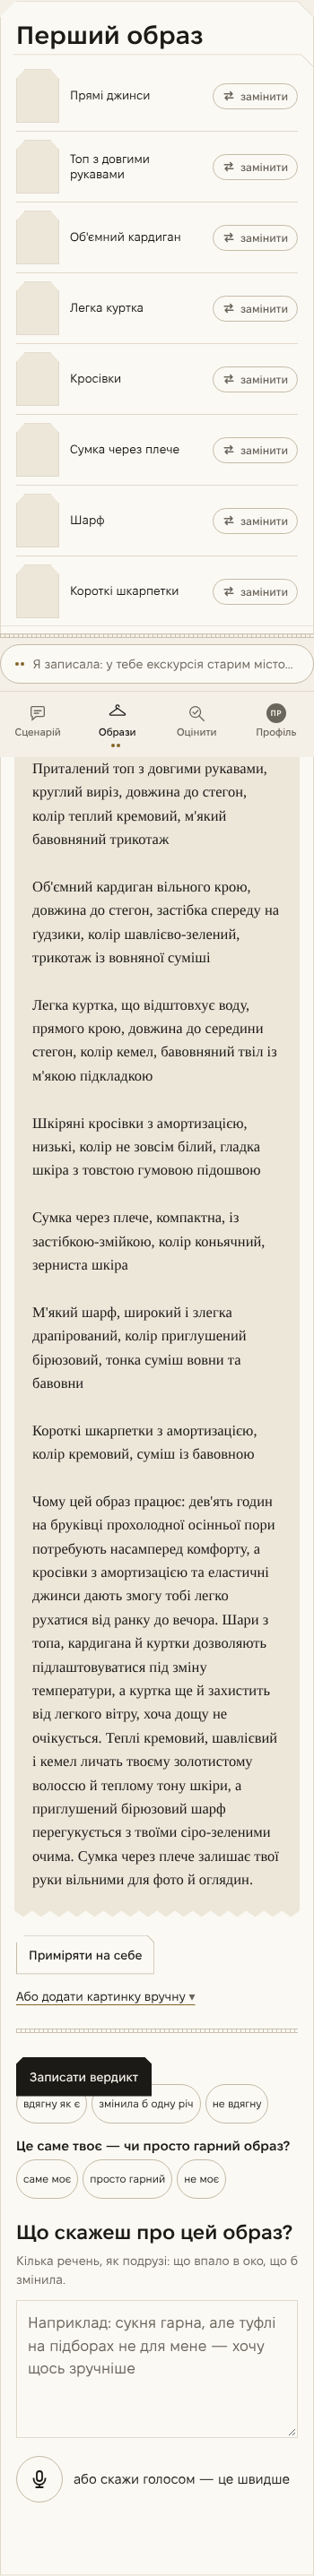 Перший образ
Прямі джинси
замінити
Топ з довгими
рукавами
замінити
Об'ємний кардиган
замінити
Легка куртка
замінити
Кросівки
замінити
Сумка через плече
замінити
Шарф
замінити
Короткі шкарпетки
замінити
Я записала: у тебе екскурсія старим місто...
Сценарій
Образи
Оцінити
ПР
Профіль
Приталений топ з довгими рукавами,
круглий виріз, довжина до стегон,
колір теплий кремовий, м'який
бавовняний трикотаж
Об'ємний кардиган вільного крою,
довжина до стегон, застібка спереду на
ґудзики, колір шавлієво-зелений,
трикотаж із вовняної суміші
Легка куртка, що відштовхує воду,
прямого крою, довжина до середини
стегон, колір кемел, бавовняний твіл із
м'якою підкладкою
Шкіряні кросівки з амортизацією,
низькі, колір не зовсім білий, гладка
шкіра з товстою гумовою підошвою
Сумка через плече, компактна, із
застібкою-змійкою, колір коньячний,
зерниста шкіра
М'який шарф, широкий і злегка
драпірований, колір приглушений
бірюзовий, тонка суміш вовни та
бавовни
Короткі шкарпетки з амортизацією,
колір кремовий, суміш із бавовною
Чому цей образ працює: дев'ять годин
на бруківці прохолодної осінньої пори
потребують насамперед комфорту, а
кросівки з амортизацією та еластичні
джинси дають змогу тобі легко
рухатися від ранку до вечора. Шари з
топа, кардигана й куртки дозволяють
підлаштовуватися під зміну
температури, а куртка ще й захистить
від легкого вітру, хоча дощу не
очікується. Теплі кремовий, шавлієвий
і кемел личать твоєму золотистому
волоссю й теплому тону шкіри, а
приглушений бірюзовий шарф
перегукується з твоїми сіро-зеленими
очима. Сумка через плече залишає твої
руки вільними для фото й оглядин.
Приміряти на себе
Або додати картинку вручну ▾
Записати вердикт
вдягну як є
змінила б одну річ
не вдягну
Це саме твоє — чи просто гарний образ?
саме моє
просто гарний
не моє
Що скажеш про цей образ?
Кілька речень, як подрузі: що впало в око, що б
змінила.
Наприклад: сукня гарна, але туфлі
на підборах не для мене — хочу
щось зручніше
або скажи голосом — це швидше